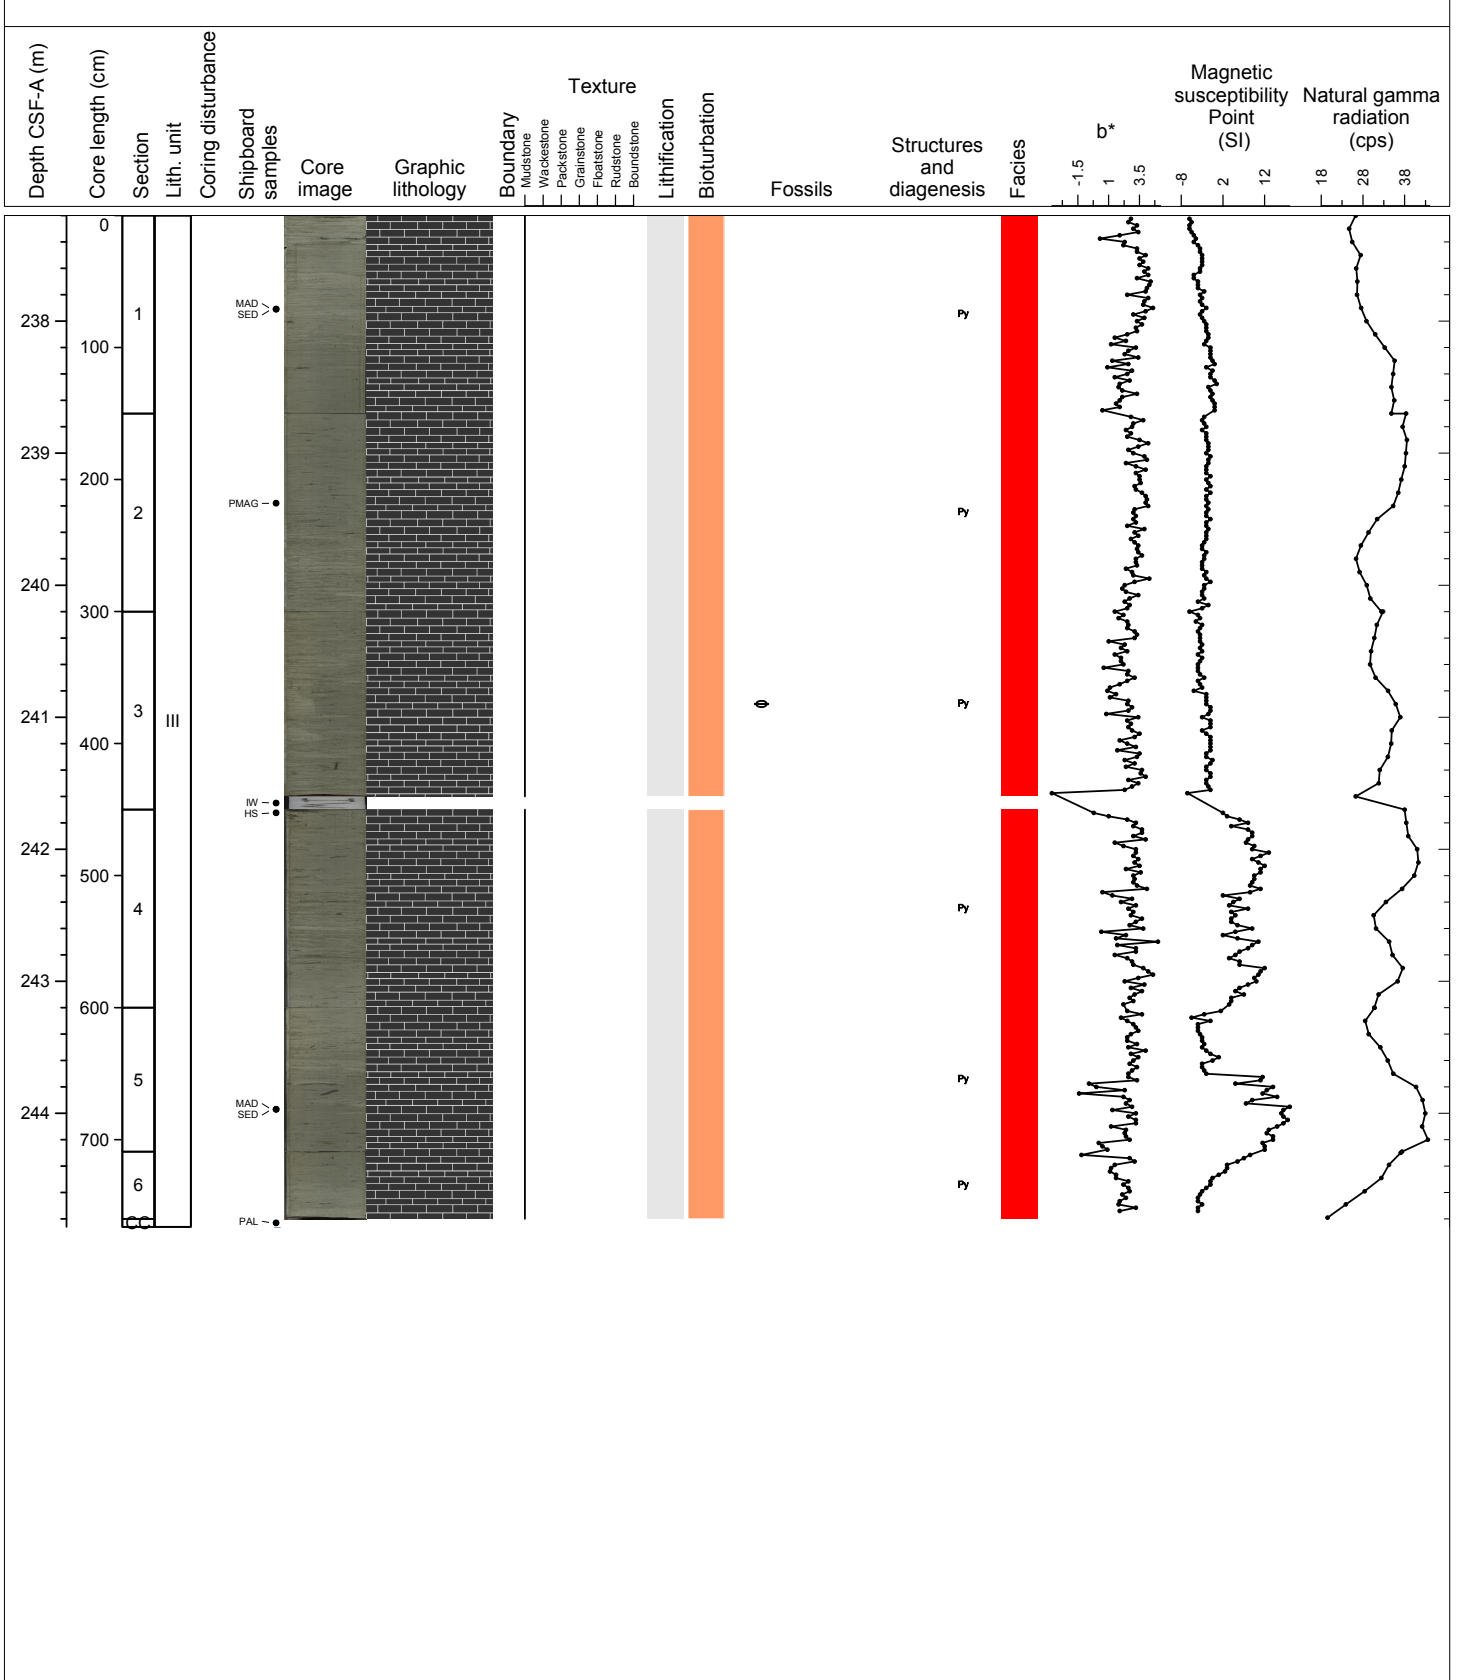 Depth CSF-A (m)
Core length (cm)
Section
Lith. unit
Coring disturbance
Shipboard
samples
Core
image
Graphic
lithology
Boundary
Texture
Mudstone
Wackestone
Packstone
Grainstone
Floatstone
Rudstone
Boundstone
Lithification
Bioturbation
Fossils
Structures
and
diagenesis
Facies
b*
-1.5
1
3.5
Magnetic
susceptibility
Point
(SI)
-8
2
12
Natural gamma
radiation
(cps)
18
28
38
0
MAD
SED
1
Py
238
100
239
200
PMAG
2
Py
240
300
241
3
III
Py
400
IW
HS
242
500
4
Py
243
600
5
Py
MAD
SED
244
700
6
Py
CC
PAL